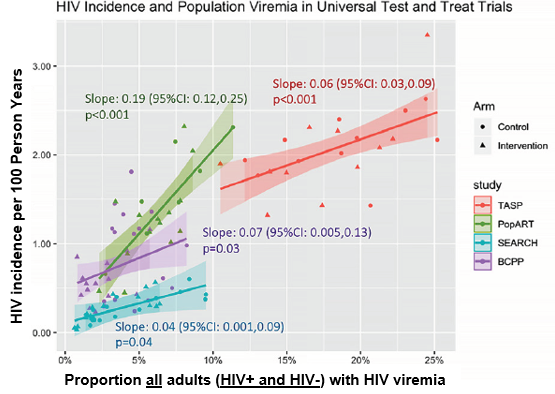 HIV Incidence and Population Viremia in Universal Test and Treat Trials
HIV incidence per 100 Person Years
3.00
2.00
1.00
0.00
Slope: 0.19 (95%CI: 0.12,0.25)
p<0.001
Slope: 0.06 (95%CI: 0.03,0.09)
p<0.001
Slope: 0.07 (95%CI: 0.005,0.13)
p=0.03
Slope: 0.04 (95%CI: 0.001,0.09)
p=0.04
0%
5%
10%
15%
20%
25%
Proportion all adults (HIV+ and HIV-) with HIV viremia
Arm
Control
Intervention
study
TASP
PopART
SEARCH
BCPP